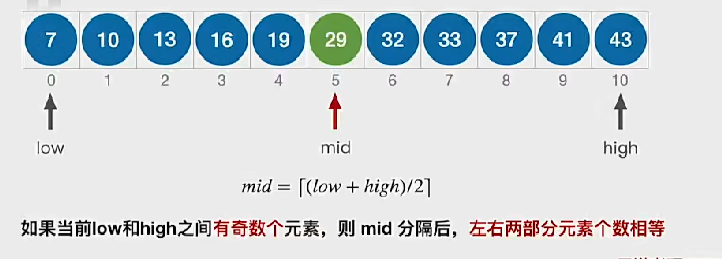 7 10 13 16 19 29 32 33 37 41 43
0 1 2 3 4 5 6 7 8 9 10
low mid high
mid = ⌈(low + high)/2⌉
如果当前low和high之间有奇数个元素，则 mid 分隔后，左右两部分元素个数相等